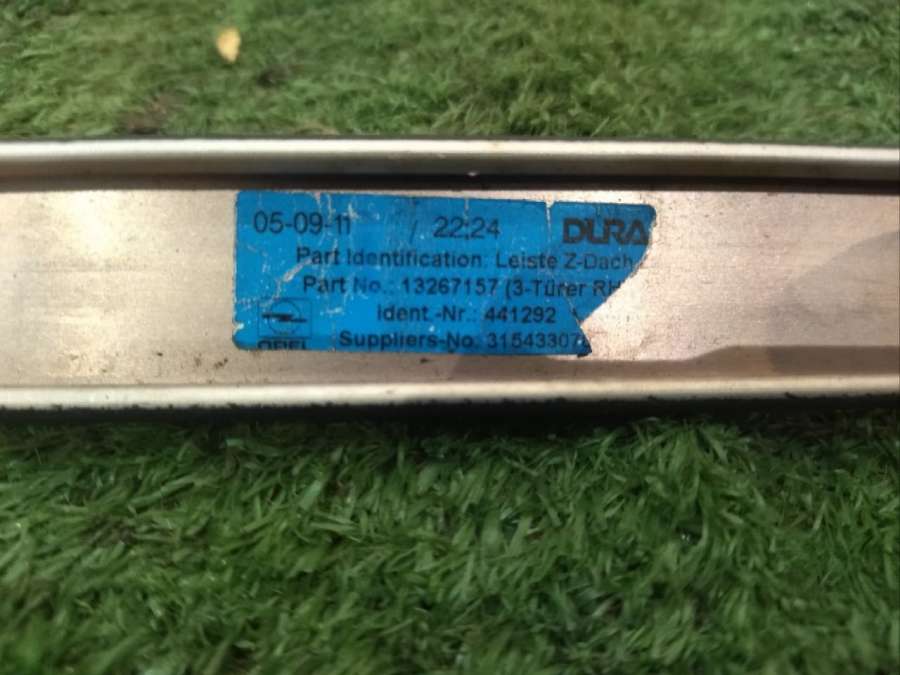 05-09-11 / 22:24 DURA
Part Identification: Leiste Z-Dach
Part No.: 13267157 (3-Türer RH
Ident.-Nr.: 441292
OPEL Suppliers-No. 31543307